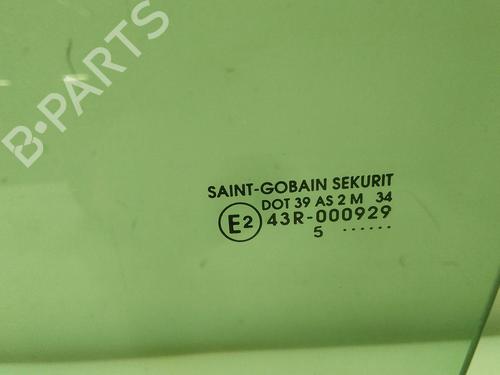 B-PARTS
SAINT-GOBAIN SEKURIT
DOT 39 AS 2 M 34
E2 43R-000929
5 ......